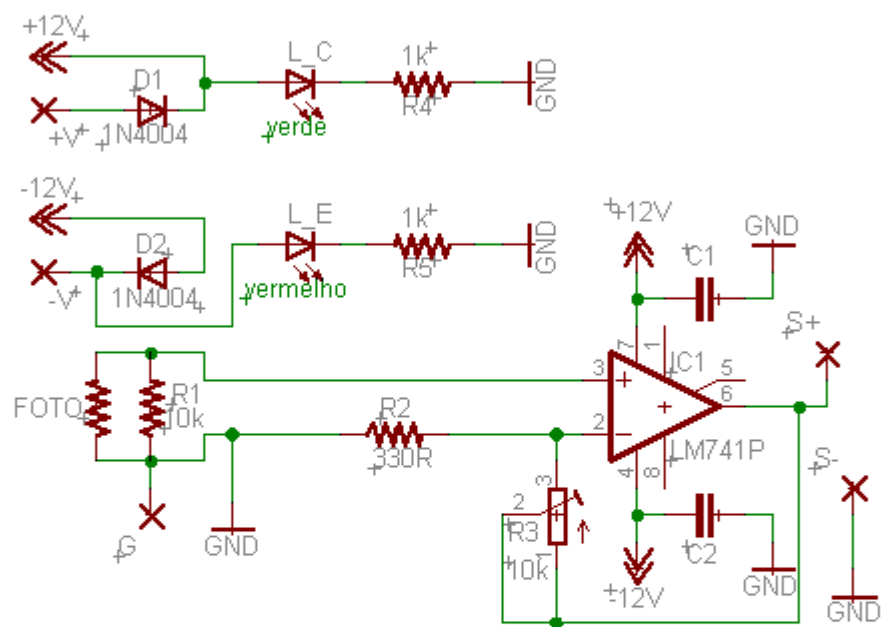 +12V
L_C
1k
D1
R4
GND
+V
1N4004
verde
-12V
L_E
1k
D2
R5
GND
-V
1N4004
vermelho
+12V
C1
GND
7
1
IC1
5
S+
3
6
FOTO
R1
10k
R2
2
330R
4
8
LM741P
S-
G
GND
3
2
R3
1
10k
C2
-12V
GND
GND